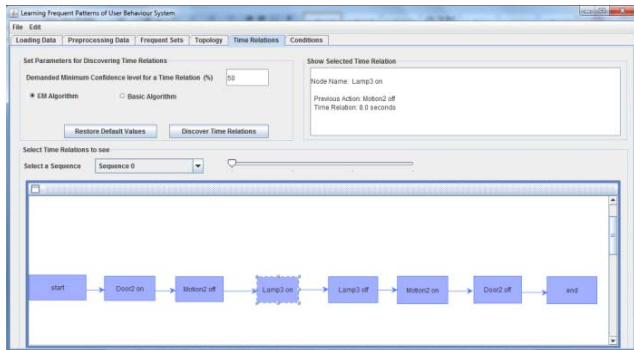 Learning Frequent Patterns of User Behaviour System
File Edit
Loading Data Preprocessing Data Frequent Sets Topology Time Relations Conditions
Set Parameters for Discovering Time Relations
Demanded Minimum Confidence level for a Time Relation (%) 50
EM Algorithm Basic Algorithm
Restore Default Values Discover Time Relations
Show Selected Time Relation
Node Name: Lamp3 on
Previous Action: Motion2 off
Time Relation: 8.0 seconds
Select Time Relations to see
Select a Sequence Sequence 0
start Door2 on Motion2 off Lamp3 on Lamp3 off Motion2 on Door2 off end